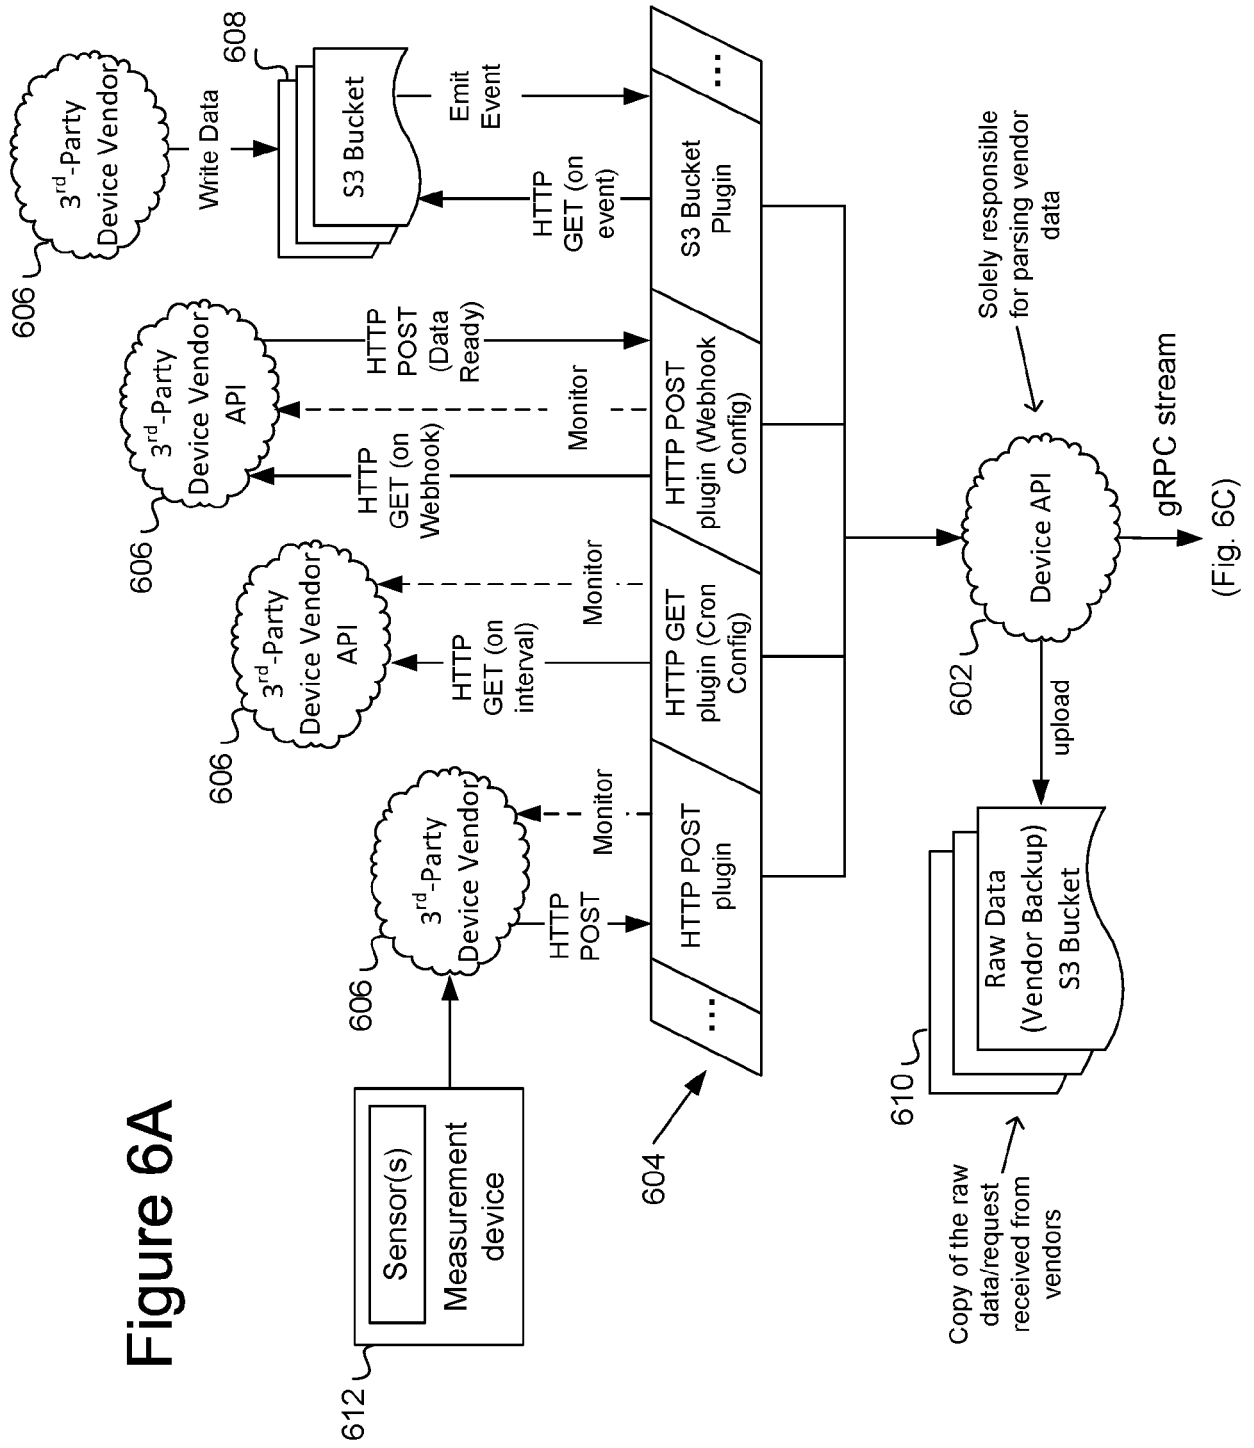 Figure 6A
612
Sensor(s)
Measurement
device
606
3rd-Party
Device Vendor
HTTP
POST
Monitor
606
3rd-Party
Device Vendor
API
HTTP
GET (on
interval)
Monitor
606
3rd-Party
Device Vendor
API
HTTP
GET (on
Webhook)
Monitor
HTTP
POST
(Data
Ready)
606
3rd-Party
Device Vendor
Write Data
608
S3 Bucket
HTTP
GET (on
event)
Emit
Event
604
...
HTTP POST
plugin
HTTP GET
plugin (Cron
Config)
HTTP POST
plugin (Webhook
Config)
S3 Bucket
Plugin
...
Copy of the raw
data/request
received from
vendors
610
Raw Data
(Vendor Backup)
S3 Bucket
upload
602
Device API
Solely responsible
for parsing vendor
data
gRPC stream
(Fig. 6C)